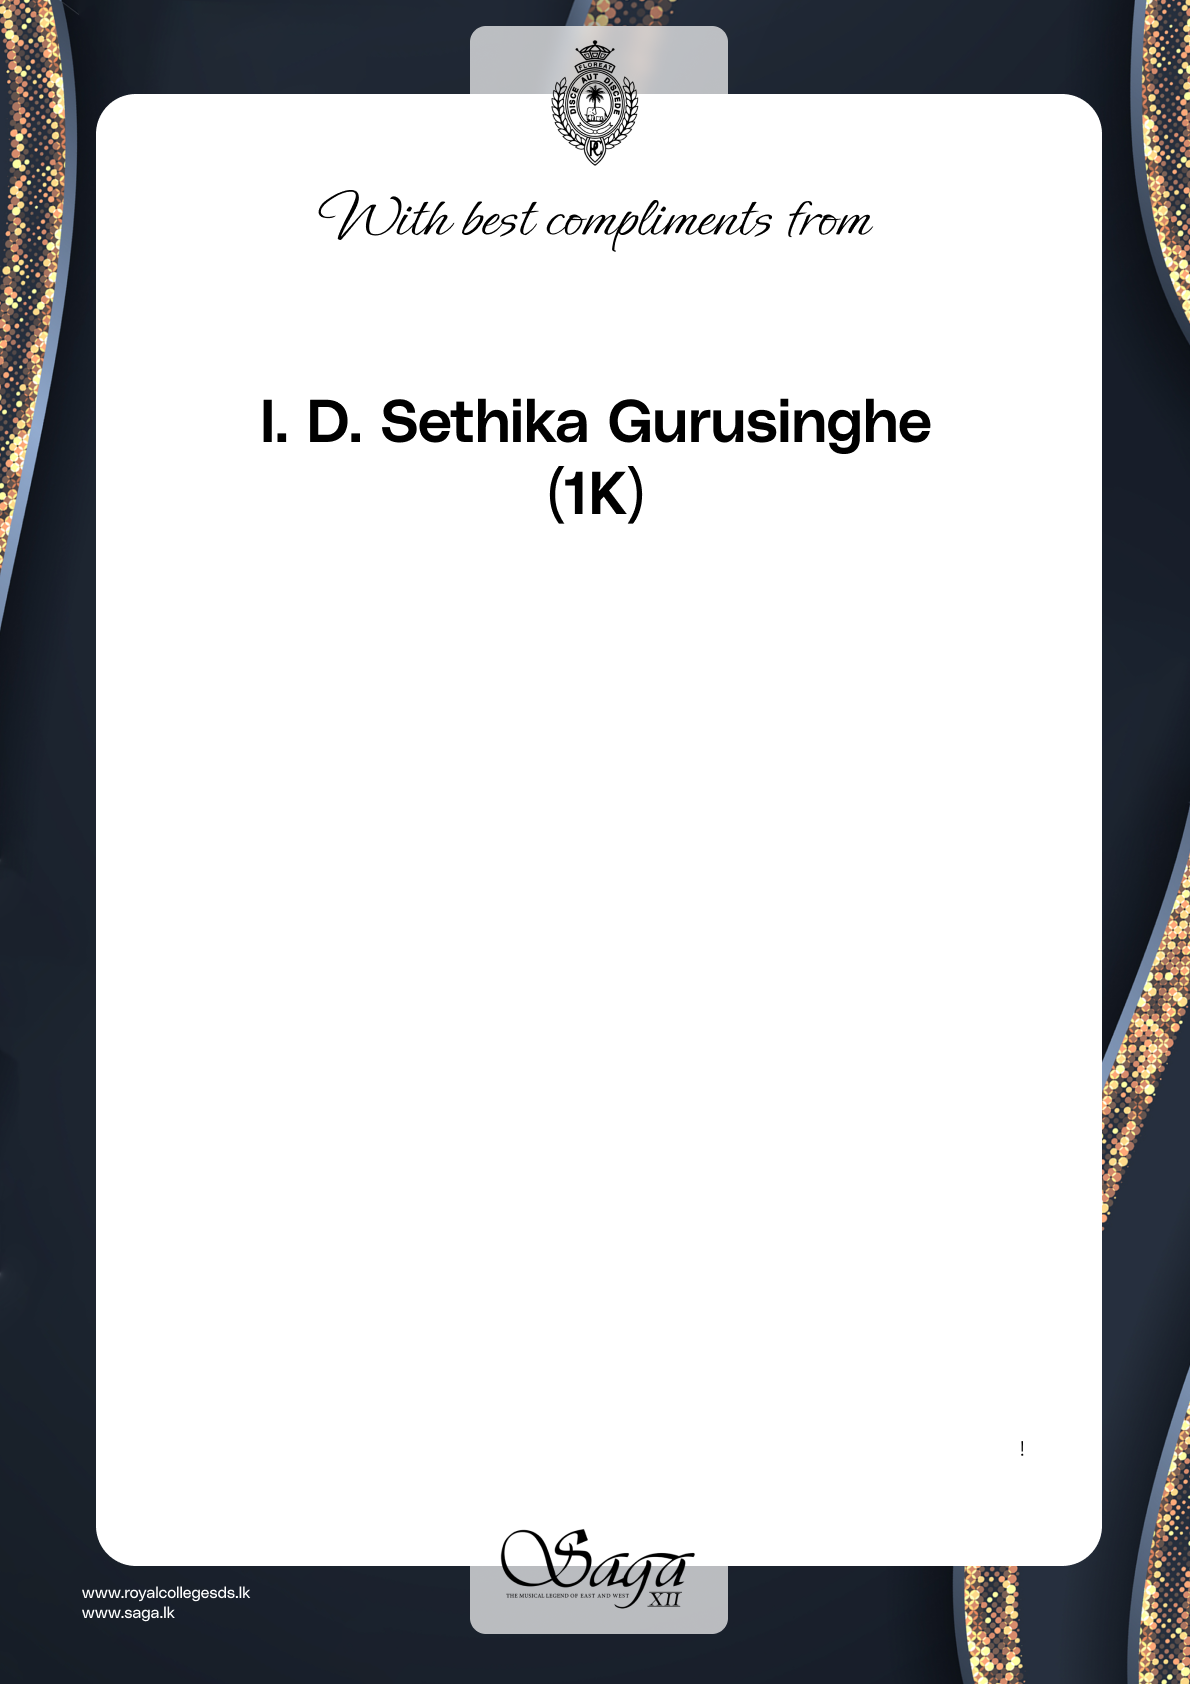 FLOREAT
DISCE AUT DISCEDE
RC
With best compliments from
I. D. Sethika Gurusinghe
(1K)
!
Saga
THE MUSICAL LEGEND OF EAST AND WEST
XII
www.royalcollegesds.lk
www.saga.lk